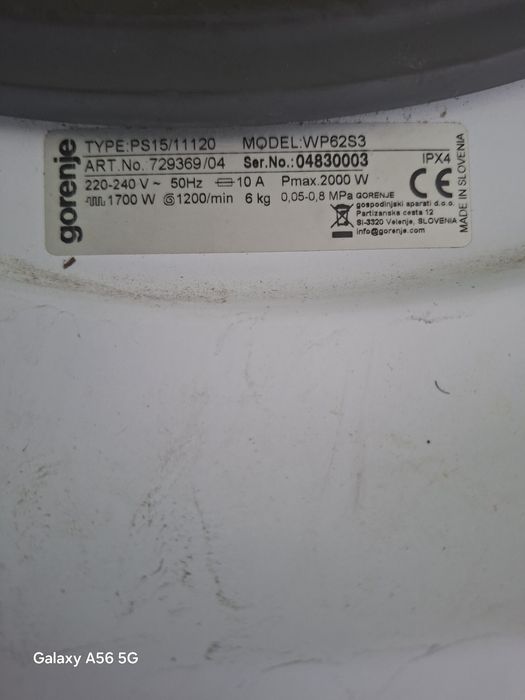 gorenje
TYPE:PS15/11120 MODEL:WP62S3
ART.No. 729369/04 Ser.No.:04830003 IPX4
220-240 V ~ 50Hz 10 A Pmax.2000 W
1700 W 1200/min 6 kg 0,05-0,8 MPa
CE
GORENJE
gospodinjski aparati d.o.o.
Partizanska cesta 12
SI-3320 Velenje, SLOVENIA
info@gorenje.com
MADE IN SLOVENIA
Galaxy A56 5G